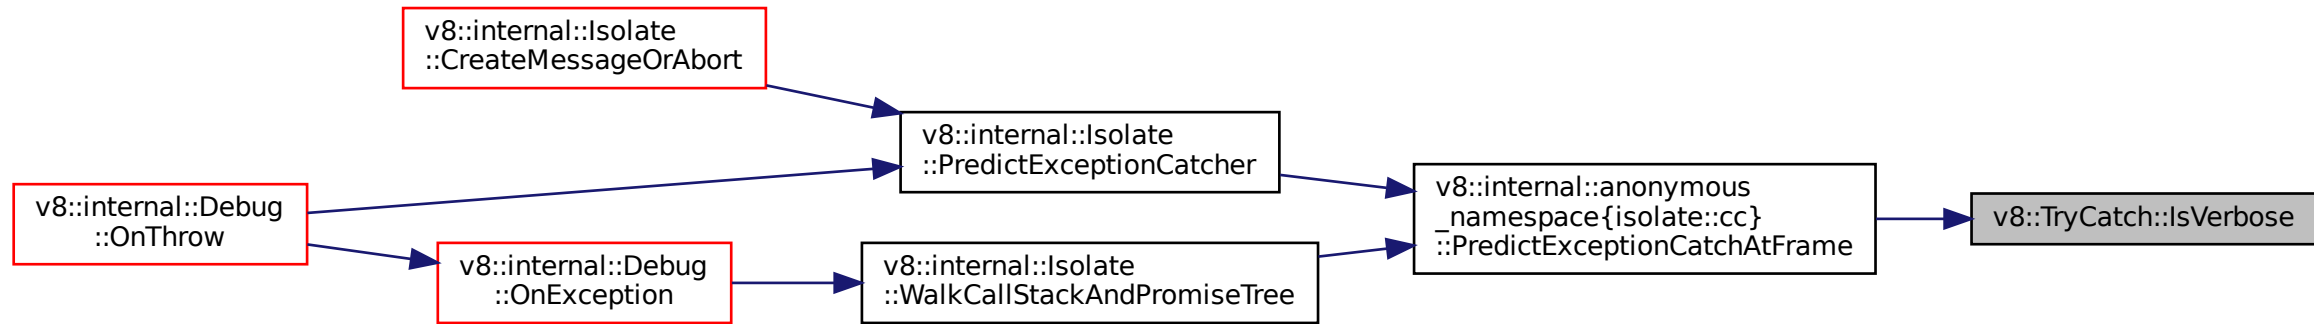 v8::internal::Isolate
::CreateMessageOrAbort
v8::internal::Isolate
::PredictExceptionCatcher
v8::internal::Debug
::OnThrow
v8::internal::Debug
::OnException
v8::internal::Isolate
::WalkCallStackAndPromiseTree
v8::internal::anonymous
_namespace{isolate::cc}
::PredictExceptionCatchAtFrame
v8::TryCatch::IsVerbose